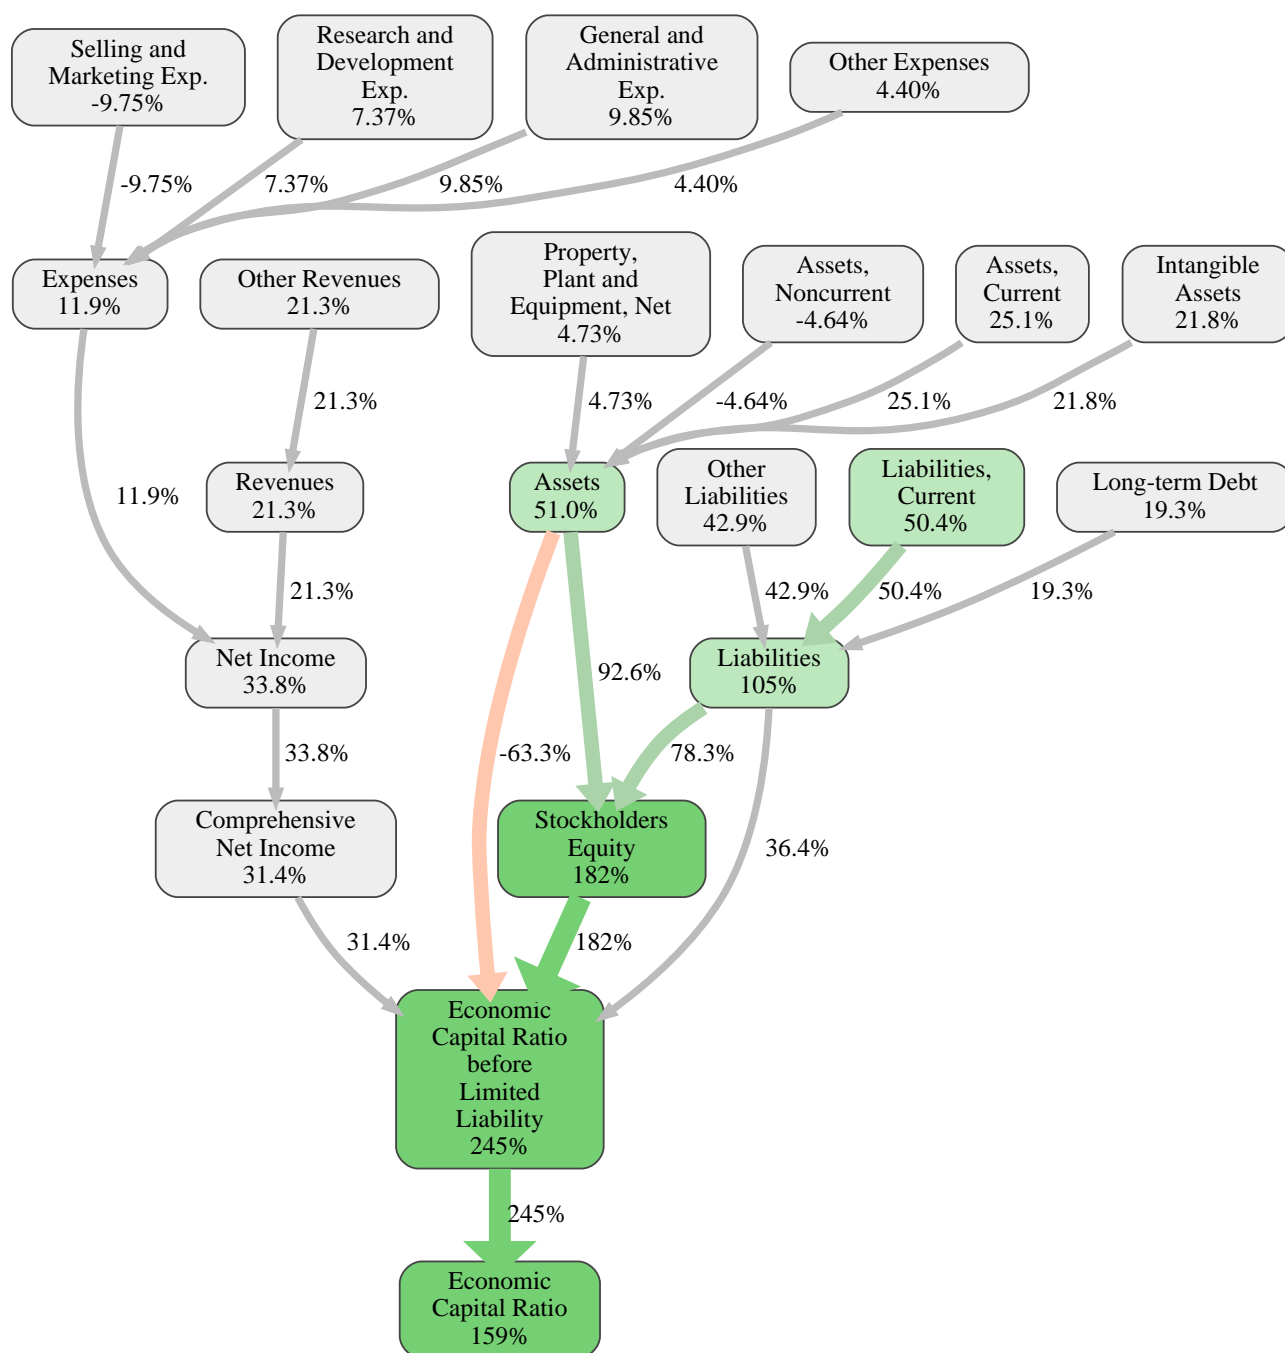 Selling and
Marketing Exp.
-9.75%
Research and
Development
Exp.
7.37%
General and
Administrative
Exp.
9.85%
Other Expenses
4.40%
-9.75%
7.37%
9.85%
4.40%
Expenses
11.9%
Other Revenues
21.3%
Property,
Plant and
Equipment, Net
4.73%
Assets,
Noncurrent
-4.64%
Assets,
Current
25.1%
Intangible
Assets
21.8%
21.3%
4.73%
-4.64%
25.1%
21.8%
11.9%
Revenues
21.3%
Assets
51.0%
Other
Liabilities
42.9%
Liabilities,
Current
50.4%
Long-term Debt
19.3%
21.3%
42.9%
50.4%
19.3%
Net Income
33.8%
92.6%
Liabilities
105%
33.8%
-63.3%
78.3%
Comprehensive
Net Income
31.4%
Stockholders
Equity
182%
36.4%
31.4%
182%
Economic
Capital Ratio
before
Limited
Liability
245%
245%
Economic
Capital Ratio
159%